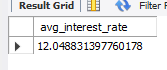 Result Grid Filter R
avg_interest_rate
12.048831397760178